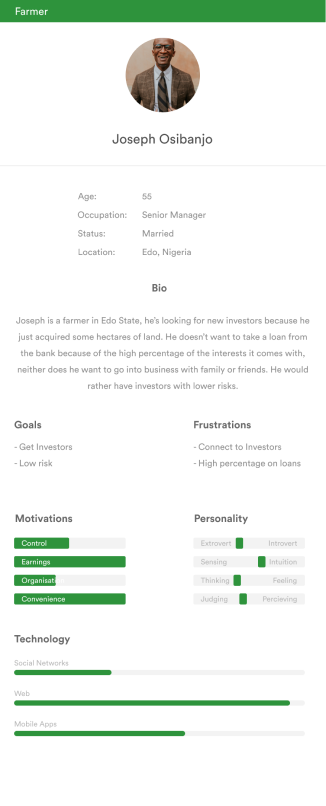 Farmer
Joseph Osibanjo
Age: 55
Occupation: Senior Manager
Status: Married
Location: Edo, Nigeria
Bio
Joseph is a farmer in Edo State, he's looking for new investors because he
just acquired some hectares of land. He doesn't want to take a loan from
the bank because of the high percentage of the interests it comes with,
neither does he want to go into business with family or friends. He would
rather have investors with lower risks.
Goals
- Get Investors
- Low risk
Frustrations
- Connect to Investors
- High percentage on loans
Motivations
Control
Earnings
Organisati
Convenience
Personality
Extrovert Introvert
Sensing Intuition
Thinking Feeling
Judging Percieving
Technology
Social Networks
Web
Mobile Apps